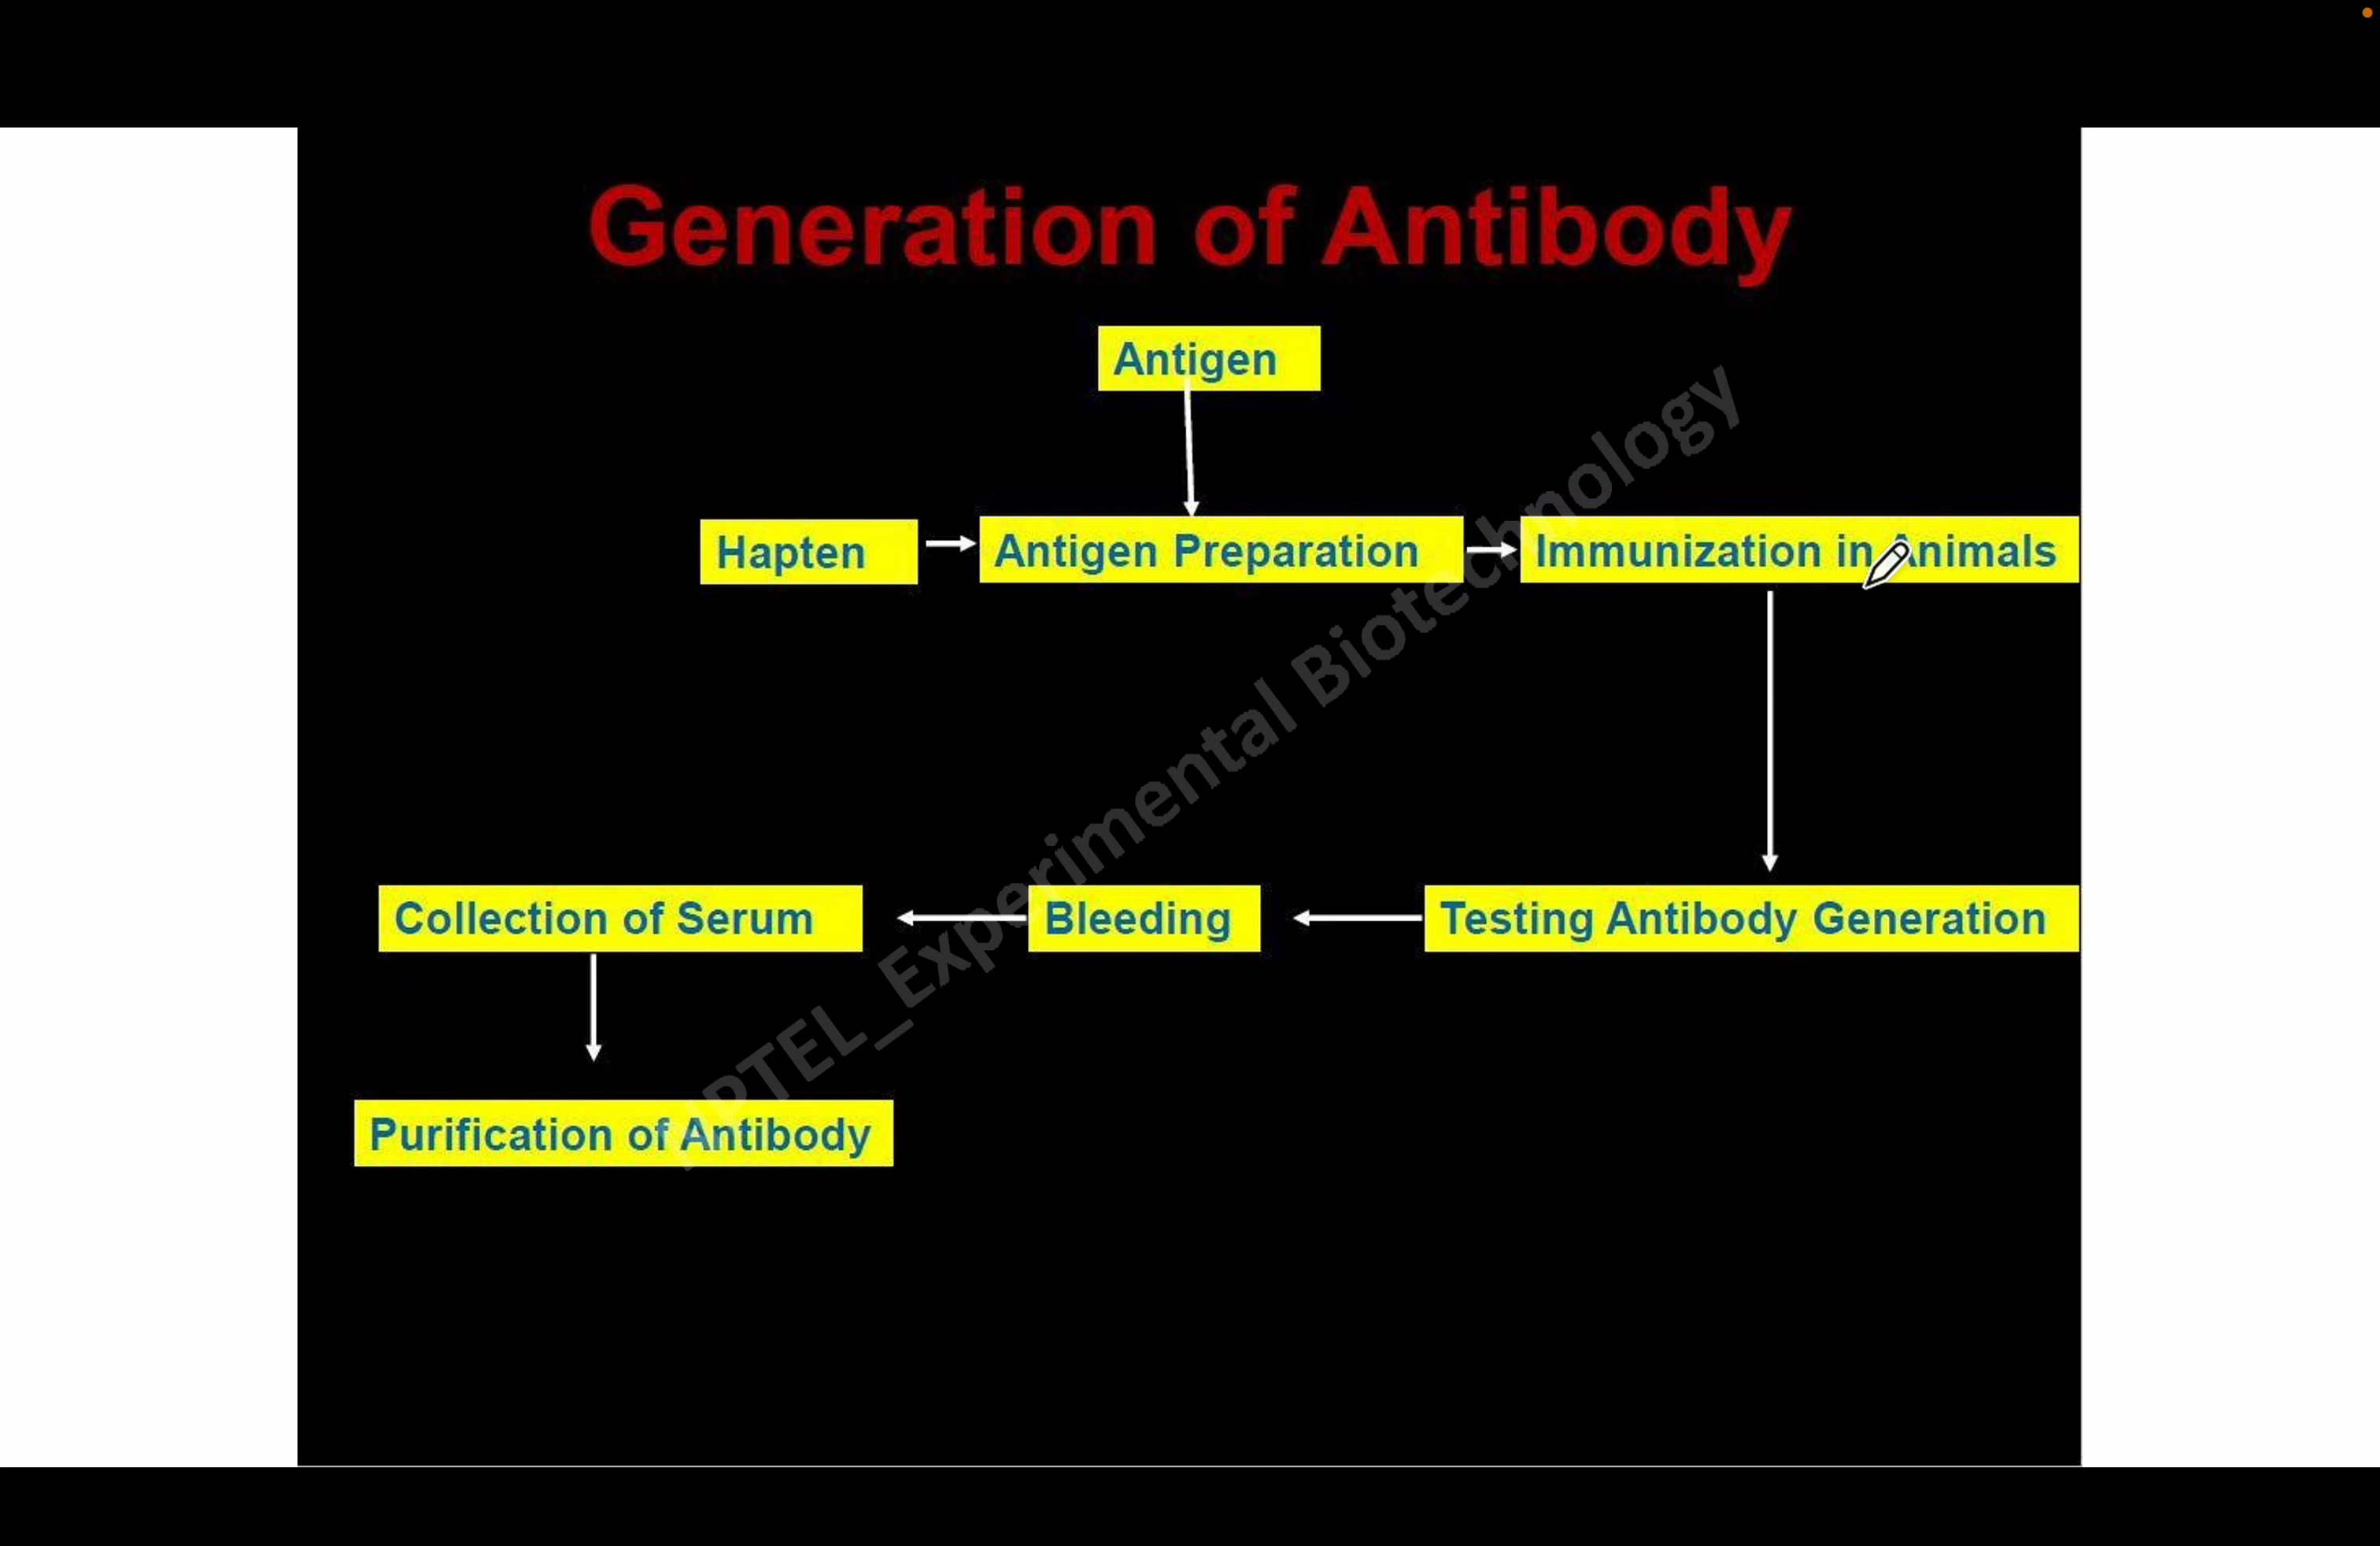 Generation of Antibody
Antigen
Hapten
Antigen Preparation
Immunization in Animals
Testing Antibody Generation
Bleeding
Collection of Serum
Purification of Antibody
NPTEL_Experimental Biotechnology